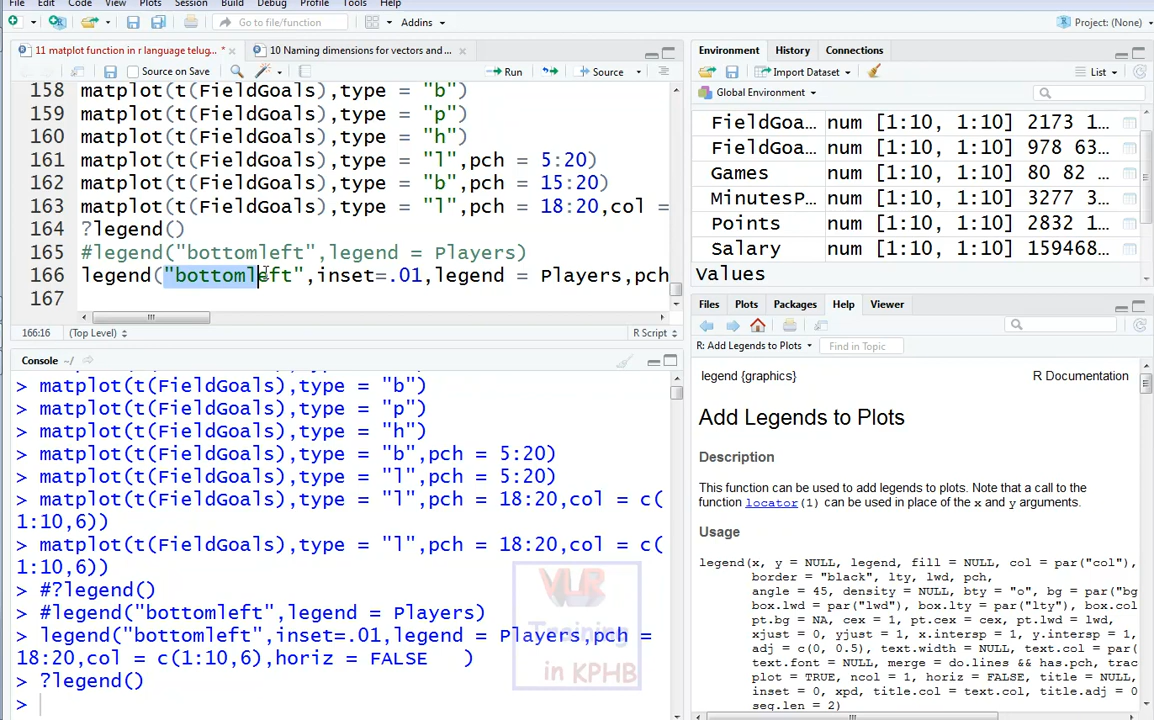 File Edit Code View Plots Session Build Debug Profile Tools Help
Go to file/function Addins Project: (None)
11 matplot function in r language telug... 10 Naming dimensions for vectors and ...
Source on Save Run Source
158 matplot(t(FieldGoals),type = "b")
159 matplot(t(FieldGoals),type = "p")
160 matplot(t(FieldGoals),type = "h")
161 matplot(t(FieldGoals),type = "l",pch = 5:20)
162 matplot(t(FieldGoals),type = "b",pch = 15:20)
163 matplot(t(FieldGoals),type = "l",pch = 18:20,col =
164 ?legend()
165 #legend("bottomleft",legend = Players)
166 legend("bottomleft",inset=.01,legend = Players,pch
167
166:16 (Top Level) R Script
Console ~/
> matplot(t(FieldGoals),type = "b")
> matplot(t(FieldGoals),type = "p")
> matplot(t(FieldGoals),type = "h")
> matplot(t(FieldGoals),type = "b",pch = 5:20)
> matplot(t(FieldGoals),type = "l",pch = 5:20)
> matplot(t(FieldGoals),type = "l",pch = 18:20,col = c(
1:10,6))
> matplot(t(FieldGoals),type = "l",pch = 18:20,col = c(
1:10,6))
> #?legend()
> #legend("bottomleft",legend = Players)
> legend("bottomleft",inset=.01,legend = Players,pch =
18:20,col = c(1:10,6),horiz = FALSE )
> ?legend()
>
VLR
Training
in KPHB
Environment History Connections
Import Dataset List
Global Environment
FieldGoa... num [1:10, 1:10] 2173 1...
FieldGoa... num [1:10, 1:10] 978 63...
Games num [1:10, 1:10] 80 82 ...
MinutesP... num [1:10, 1:10] 3277 3...
Points num [1:10, 1:10] 2832 1...
Salary num [1:10, 1:10] 159468...
Values
Files Plots Packages Help Viewer
R: Add Legends to Plots Find in Topic
legend {graphics} R Documentation
Add Legends to Plots
Description
This function can be used to add legends to plots. Note that a call to the
function locator(1) can be used in place of the x and y arguments.
Usage
legend(x, y = NULL, legend, fill = NULL, col = par("col"),
border = "black", lty, lwd, pch,
angle = 45, density = NULL, bty = "o", bg = par("bg
box.lwd = par("lwd"), box.lty = par("lty"), box.col
pt.bg = NA, cex = 1, pt.cex = cex, pt.lwd = lwd,
xjust = 0, yjust = 1, x.intersp = 1, y.intersp = 1,
adj = c(0, 0.5), text.width = NULL, text.col = par(
text.font = NULL, merge = do.lines && has.pch, trac
plot = TRUE, ncol = 1, horiz = FALSE, title = NULL,
inset = 0, xpd, title.col = text.col, title.adj = 0
seg.len = 2)